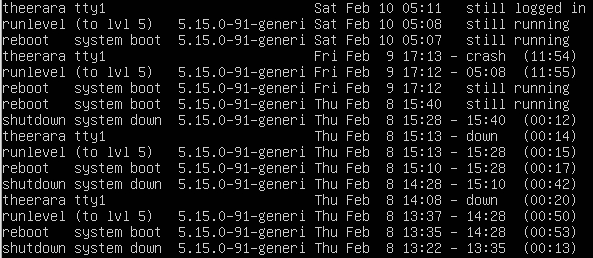 theerara tty1 Sat Feb 10 05:11 still logged in
runlevel (to lvl 5) 5.15.0-91-generi Sat Feb 10 05:08 still running
reboot system boot 5.15.0-91-generi Sat Feb 10 05:07 still running
theerara tty1 Fri Feb 9 17:13 - crash (11:54)
runlevel (to lvl 5) 5.15.0-91-generi Fri Feb 9 17:12 - 05:08 (11:55)
reboot system boot 5.15.0-91-generi Fri Feb 9 17:12 still running
reboot system boot 5.15.0-91-generi Thu Feb 8 15:40 still running
shutdown system down 5.15.0-91-generi Thu Feb 8 15:28 - 15:40 (00:12)
theerara tty1 Thu Feb 8 15:13 - down (00:14)
runlevel (to lvl 5) 5.15.0-91-generi Thu Feb 8 15:13 - 15:28 (00:15)
reboot system boot 5.15.0-91-generi Thu Feb 8 15:10 - 15:28 (00:17)
shutdown system down 5.15.0-91-generi Thu Feb 8 14:28 - 15:10 (00:42)
theerara tty1 Thu Feb 8 14:08 - down (00:20)
runlevel (to lvl 5) 5.15.0-91-generi Thu Feb 8 13:37 - 14:28 (00:50)
reboot system boot 5.15.0-91-generi Thu Feb 8 13:35 - 14:28 (00:53)
shutdown system down 5.15.0-91-generi Thu Feb 8 13:22 - 13:35 (00:13)